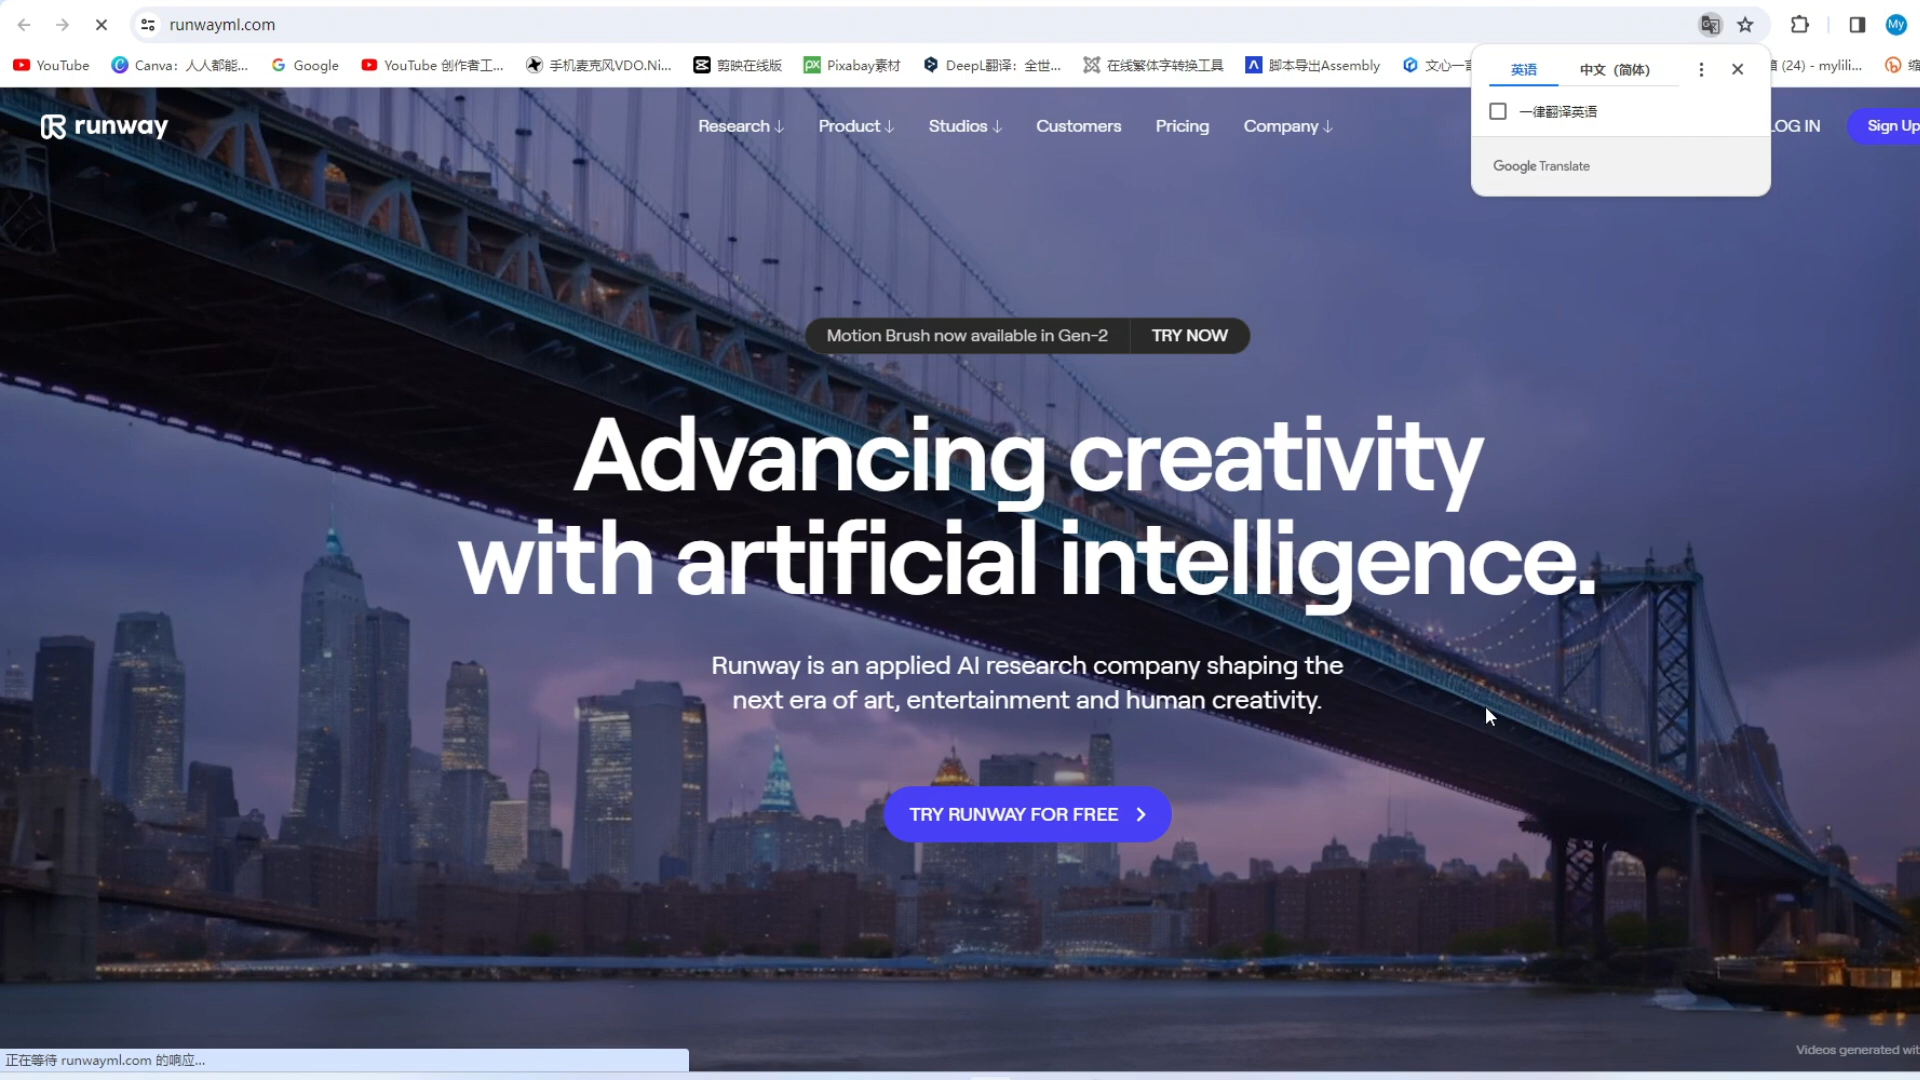 runwayml.com
My
YouTube
Canva：人人都能...
Google
YouTube 创作者工...
手机麦克风VDO.Ni...
剪映在线版
Pixabay素材
DeepL翻译：全世...
在线繁体字转换工具
脚本导出Assembly
文心一
(24) - mylili...
英语
中文（简体）
一律翻译英语
Google Translate
runway
Research
Product
Studios
Customers
Pricing
Company
LOG IN
Sign Up
Motion Brush now available in Gen-2
TRY NOW
Advancing creativity
with artificial intelligence.
Runway is an applied AI research company shaping the
next era of art, entertainment and human creativity.
TRY RUNWAY FOR FREE
Videos generated wit
正在等待 runwayml.com 的响应...